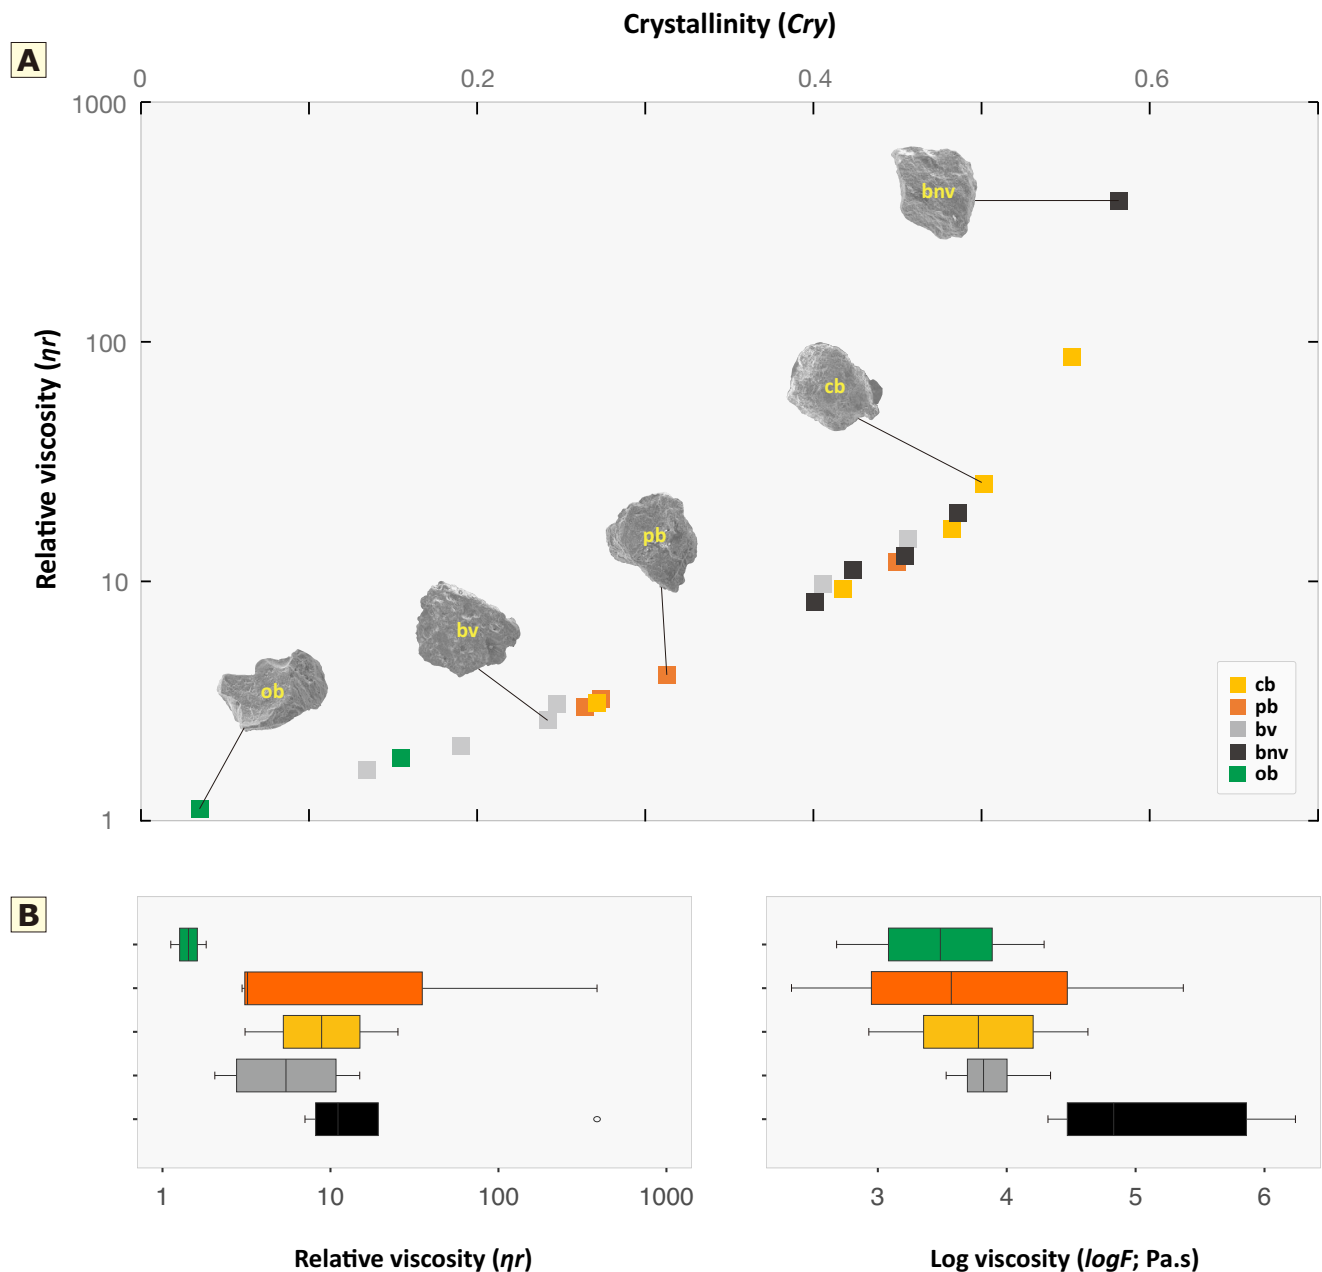 Crystallinity (Cry)
A
0 0.2 0.4 0.6
1000
100
10
1
Relative viscosity (ηr)
bnv
cb
pb
bv
ob
cb
pb
bv
bnv
ob
B
1 10 100 1000
Relative viscosity (ηr)
3 4 5 6
Log viscosity (logF; Pa.s)